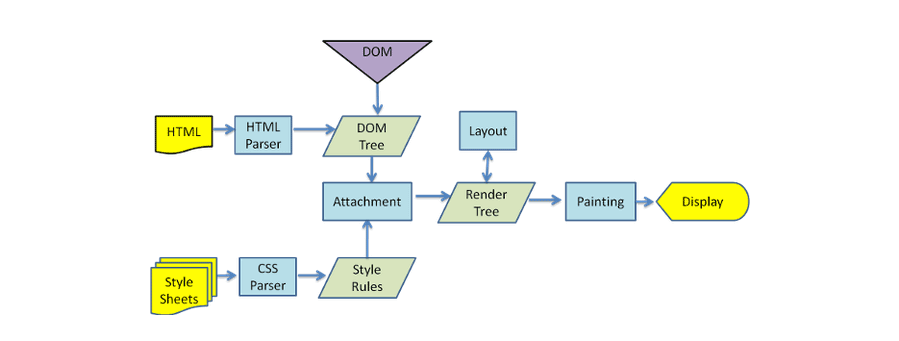 DOM
HTML
HTML
Parser
DOM
Tree
Layout
Attachment
Render
Tree
Painting
Display
Style
Sheets
CSS
Parser
Style
Rules